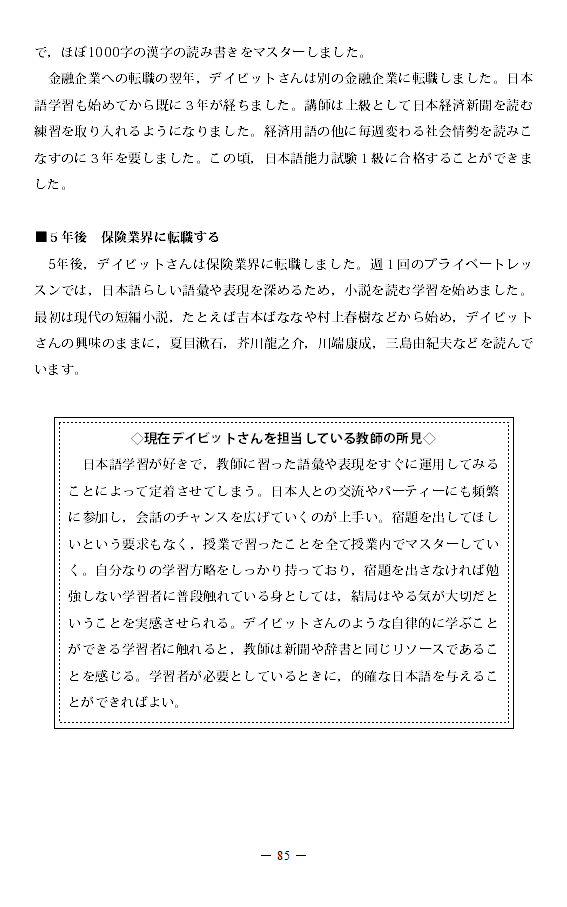 で，ほぼ1000字の漢字の読み書きをマスターしました。
　金融企業への転職の翌年，デイビットさんは別の金融企業に転職しました。日本
語学習も始めてから既に３年が経ちました。講師は上級として日本経済新聞を読む
練習を取り入れるようになりました。経済用語の他に毎週変わる社会情勢を読みこ
なすのに３年を要しました。この頃，日本語能力試験１級に合格することができま
した。
■５年後　保険業界に転職する
　5年後，デイビットさんは保険業界に転職しました。週１回のプライベートレッ
スンでは，日本語らしい語彙や表現を深めるため，小説を読む学習を始めました。
最初は現代の短編小説，たとえば吉本ばななや村上春樹などから始め，デイビット
さんの興味のままに，夏目漱石，芥川龍之介，川端康成，三島由紀夫などを読んで
います。
◇現在デイビットさんを担当している教師の所見◇
　日本語学習が好きで，教師に習った語彙や表現をすぐに運用してみる
ことによって定着させてしまう。日本人との交流やパーティーにも頻繁
に参加し，会話のチャンスを広げていくのが上手い。宿題を出してほし
いという要求もなく，授業で習ったことを全て授業内でマスターしてい
く。自分なりの学習方略をしっかり持っており，宿題を出さなければ勉
強しない学習者に普段触れている身としては，結局はやる気が大切だと
いうことを実感させられる。デイビットさんのような自律的に学ぶこと
ができる学習者に触れると，教師は新聞や辞書と同じリソースであるこ
とを感じる。学習者が必要としているときに，的確な日本語を与えるこ
とができればよい。
－ 85 －